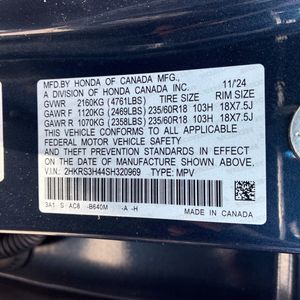 MFD.BY HONDA OF CANADA MFG., 11/24
A DIVISION OF HONDA CANADA INC. RIM SIZE
GVWR 2160KG (4761LBS)
GAWR F 1120KG (2469LBS) 235/60R18 103H 18X7.5J
GAWR R 1070KG (2358LBS) 235/60R18 103H 18X7.5J
THIS VEHICLE CONFORMS TO ALL APPLICABLE
FEDERAL MOTOR VEHICLE SAFETY
AND THEFT PREVENTION STANDARDS IN EFFECT
ON THE DATE OF MANUFACTURE SHOWN ABOVE.
V.I.N: 2HKRS3H44SH320969 TYPE: MPV
3A1 S AC8 -B640M -A -H
MADE IN CANADA